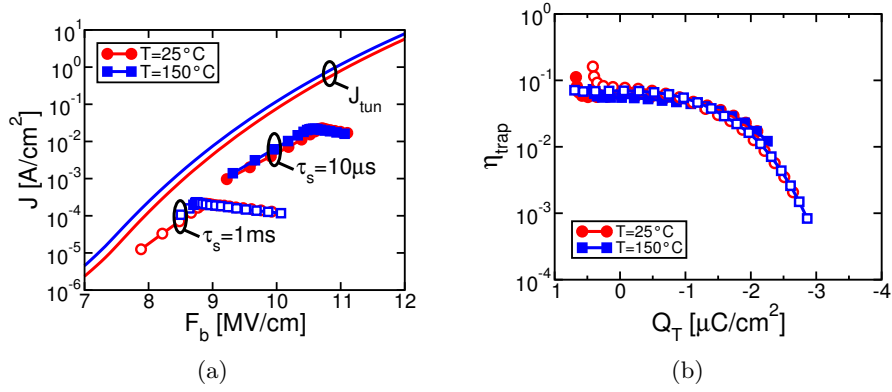 10^1
10^0
10^-1
10^-2
10^-3
10^-4
10^-5
10^-6
J [A/cm^2]
T=25°C
T=150°C
J_tun
τ_s=10μs
τ_s=1ms
7 8 9 10 11 12
F_b [MV/cm]
(a)
10^0
10^-1
10^-2
10^-3
10^-4
η_trap
T=25°C
T=150°C
1 0 -1 -2 -3 -4
Q_T [μC/cm^2]
(b)